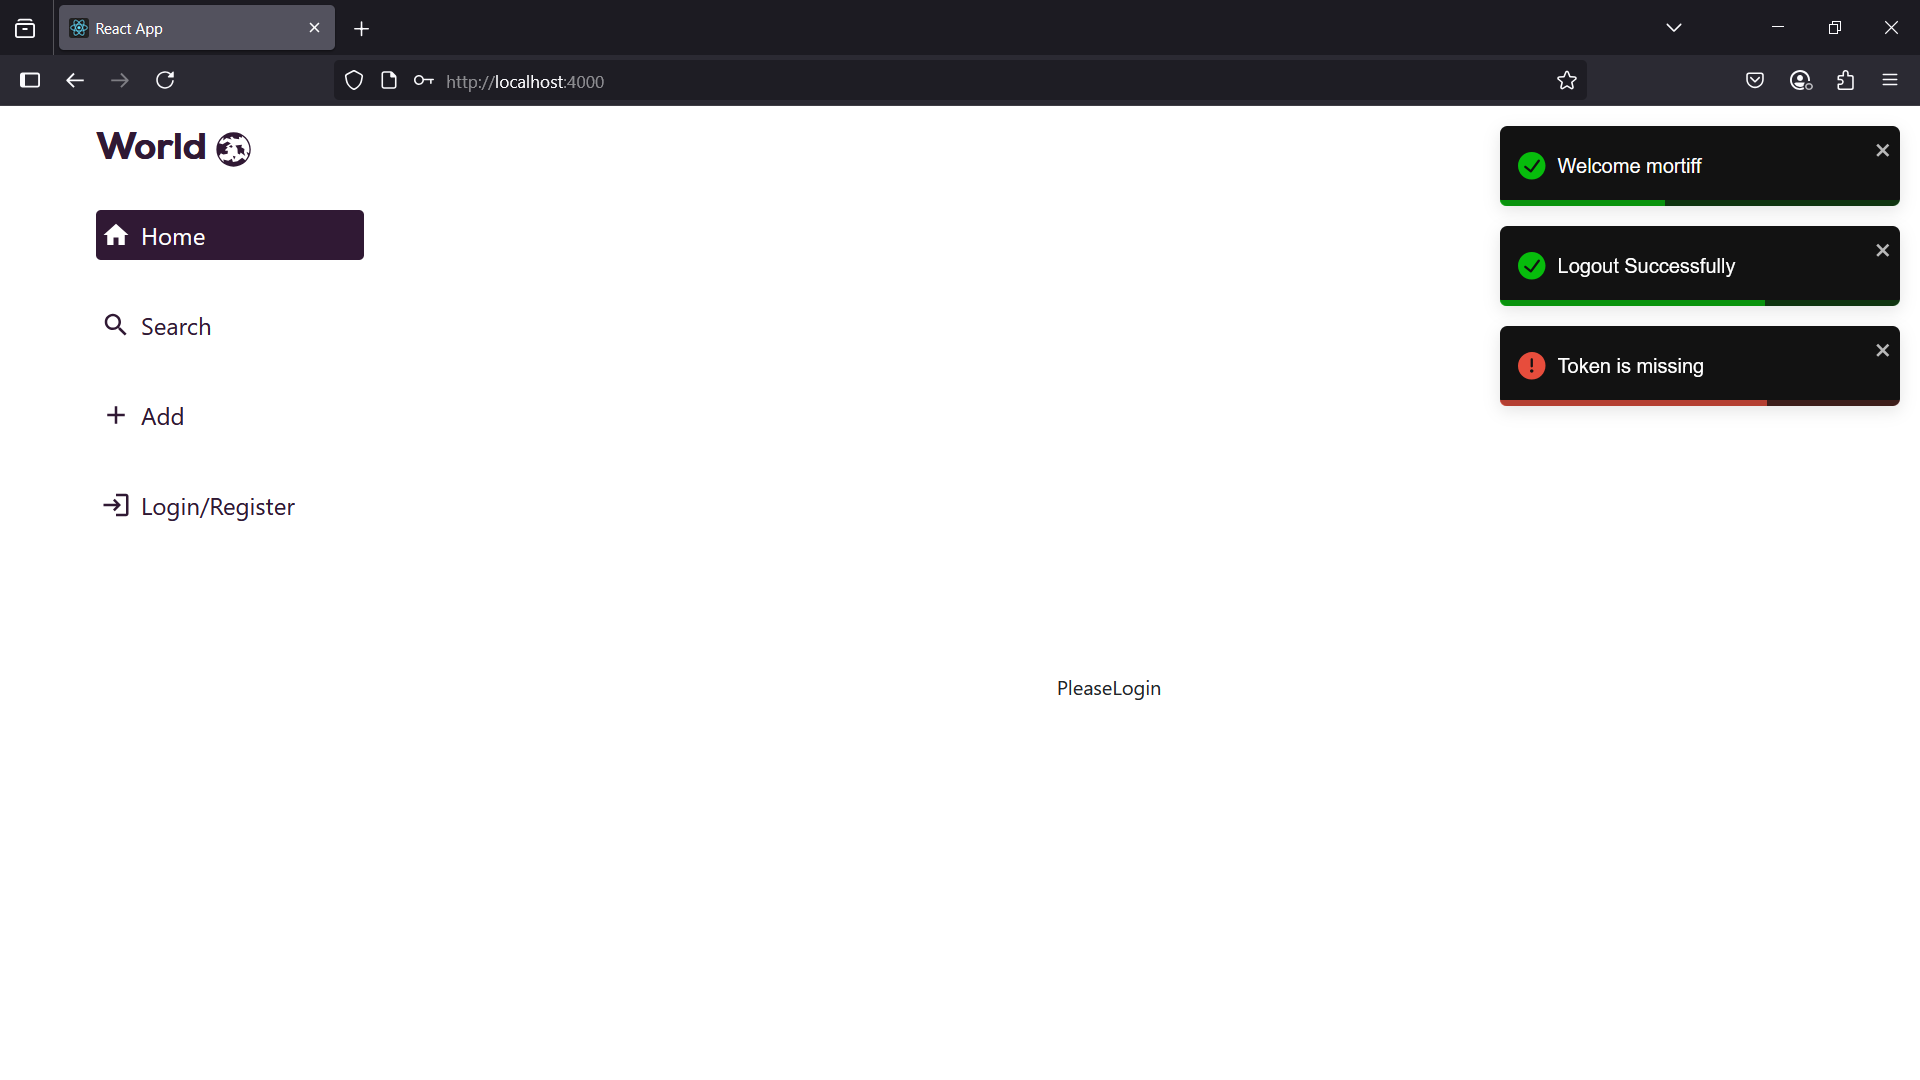 React App
http://localhost:4000
World
Home
Search
Add
Login/Register
Welcome mortiff
Logout Successfully
Token is missing
PleaseLogin